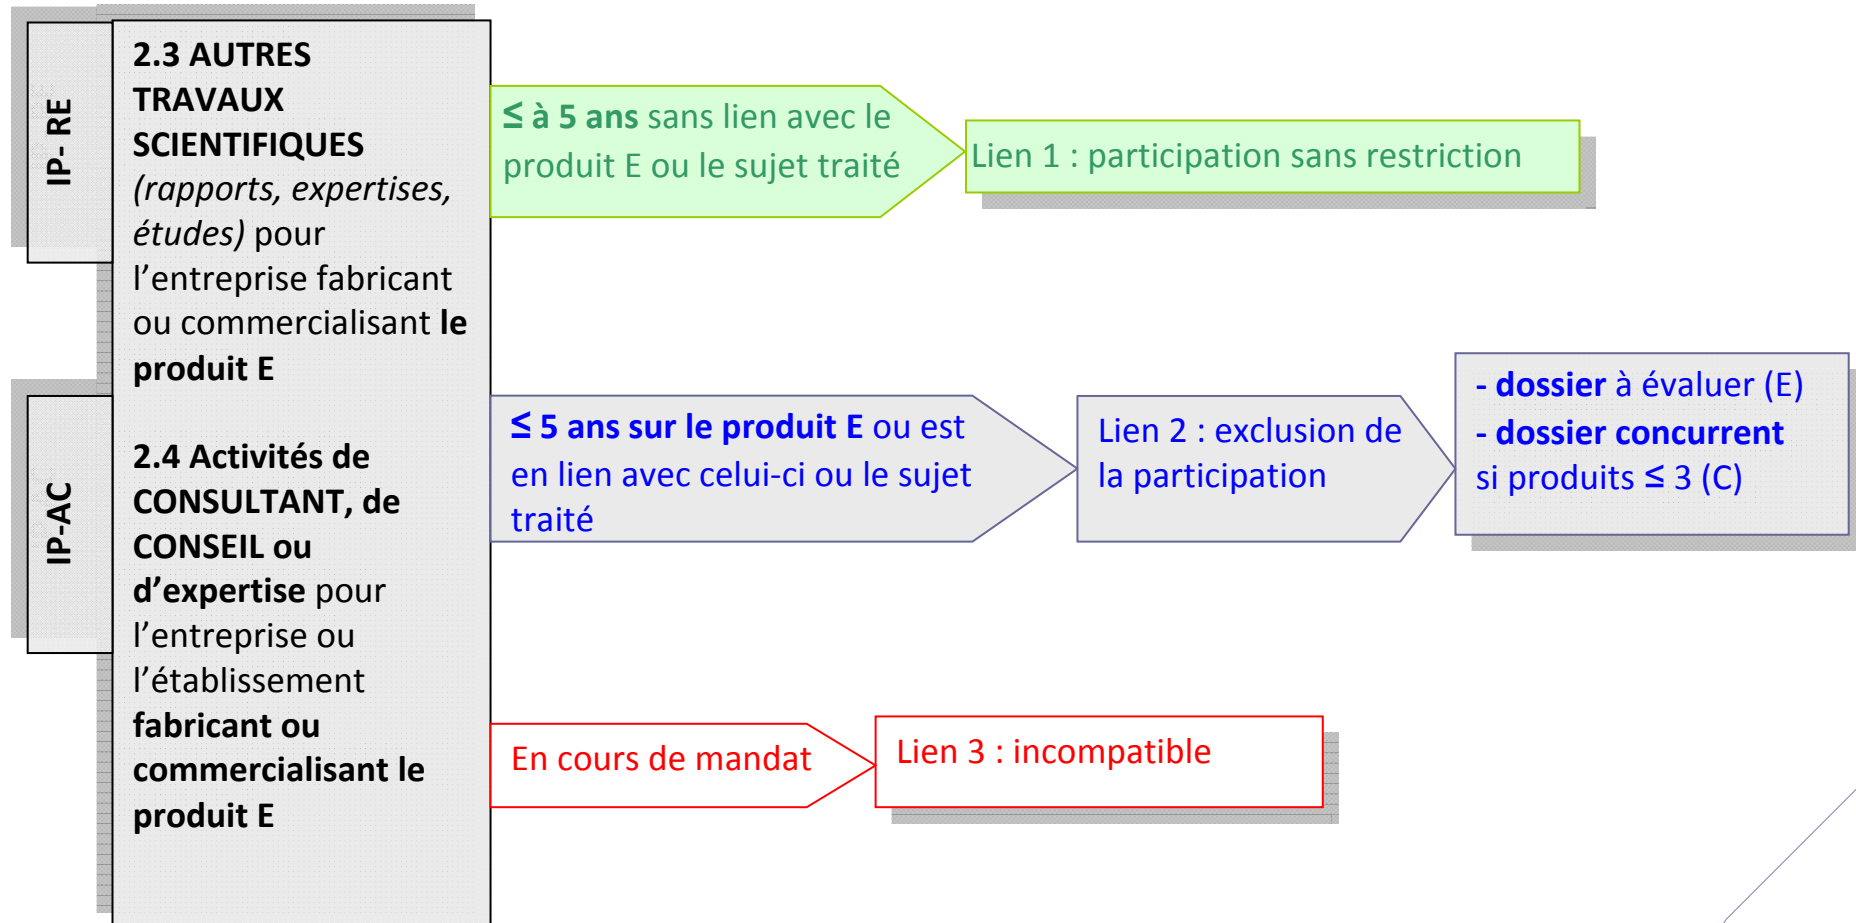 IP- RE
2.3 AUTRES
TRAVAUX
SCIENTIFIQUES
(rapports, expertises,
études) pour
l’entreprise fabricant
ou commercialisant le
produit E
IP-AC
2.4 Activités de
CONSULTANT, de
CONSEIL ou
d’expertise pour
l’entreprise ou
l’établissement
fabricant ou
commercialisant le
produit E
≤ à 5 ans sans lien avec le
produit E ou le sujet traité
Lien 1 : participation sans restriction
≤ 5 ans sur le produit E ou est
en lien avec celui-ci ou le sujet
traité
Lien 2 : exclusion de
la participation
- dossier à évaluer (E)
- dossier concurrent
si produits ≤ 3 (C)
En cours de mandat
Lien 3 : incompatible